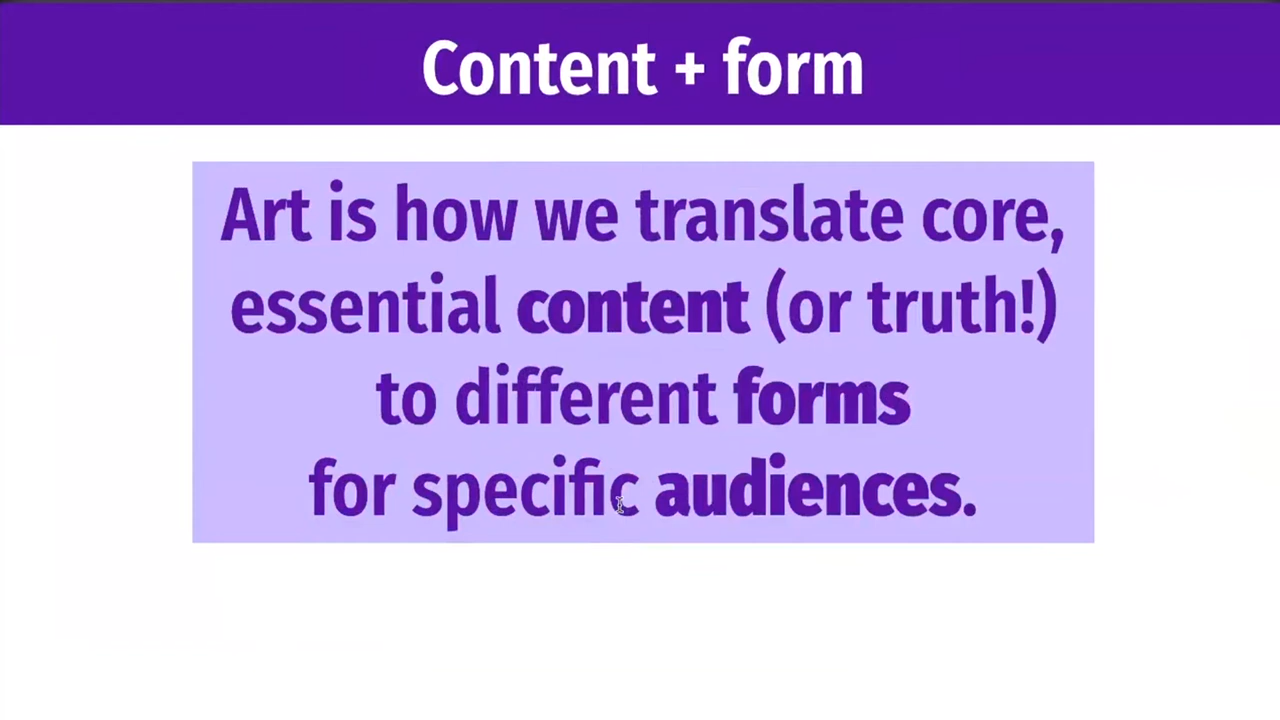 Content + form
Art is how we translate core,
essential content (or truth!)
to different forms
for specific audiences.